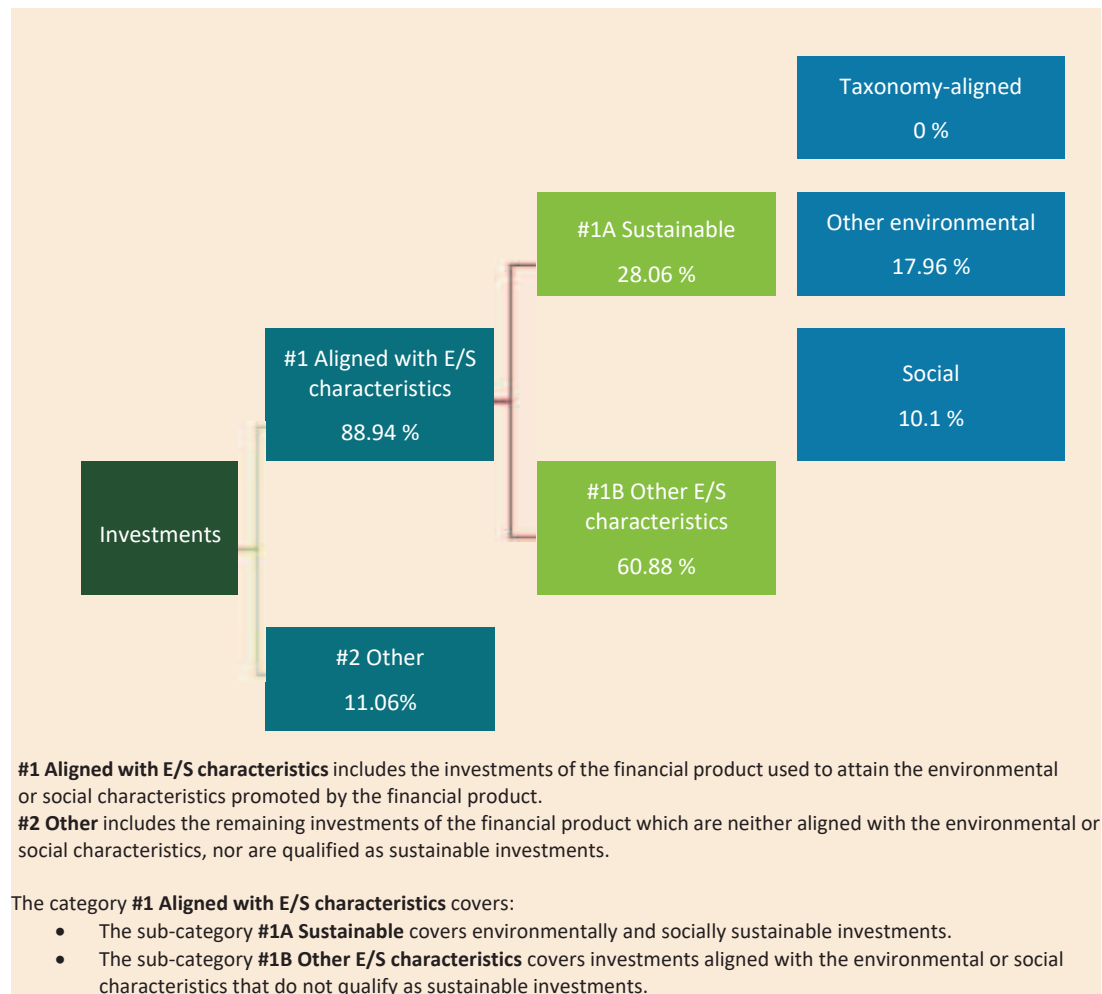 Taxonomy-aligned
0 %
#1A Sustainable
28.06 %
Other environmental
17.96 %
#1 Aligned with E/S
characteristics
88.94 %
Social
10.1 %
Investments
#1B Other E/S
characteristics
60.88 %
#2 Other
11.06%
#1 Aligned with E/S characteristics includes the investments of the financial product used to attain the environmental
or social characteristics promoted by the financial product.
#2 Other includes the remaining investments of the financial product which are neither aligned with the environmental or
social characteristics, nor are qualified as sustainable investments.
The category #1 Aligned with E/S characteristics covers:
• The sub-category #1A Sustainable covers environmentally and socially sustainable investments.
• The sub-category #1B Other E/S characteristics covers investments aligned with the environmental or social
characteristics that do not qualify as sustainable investments.